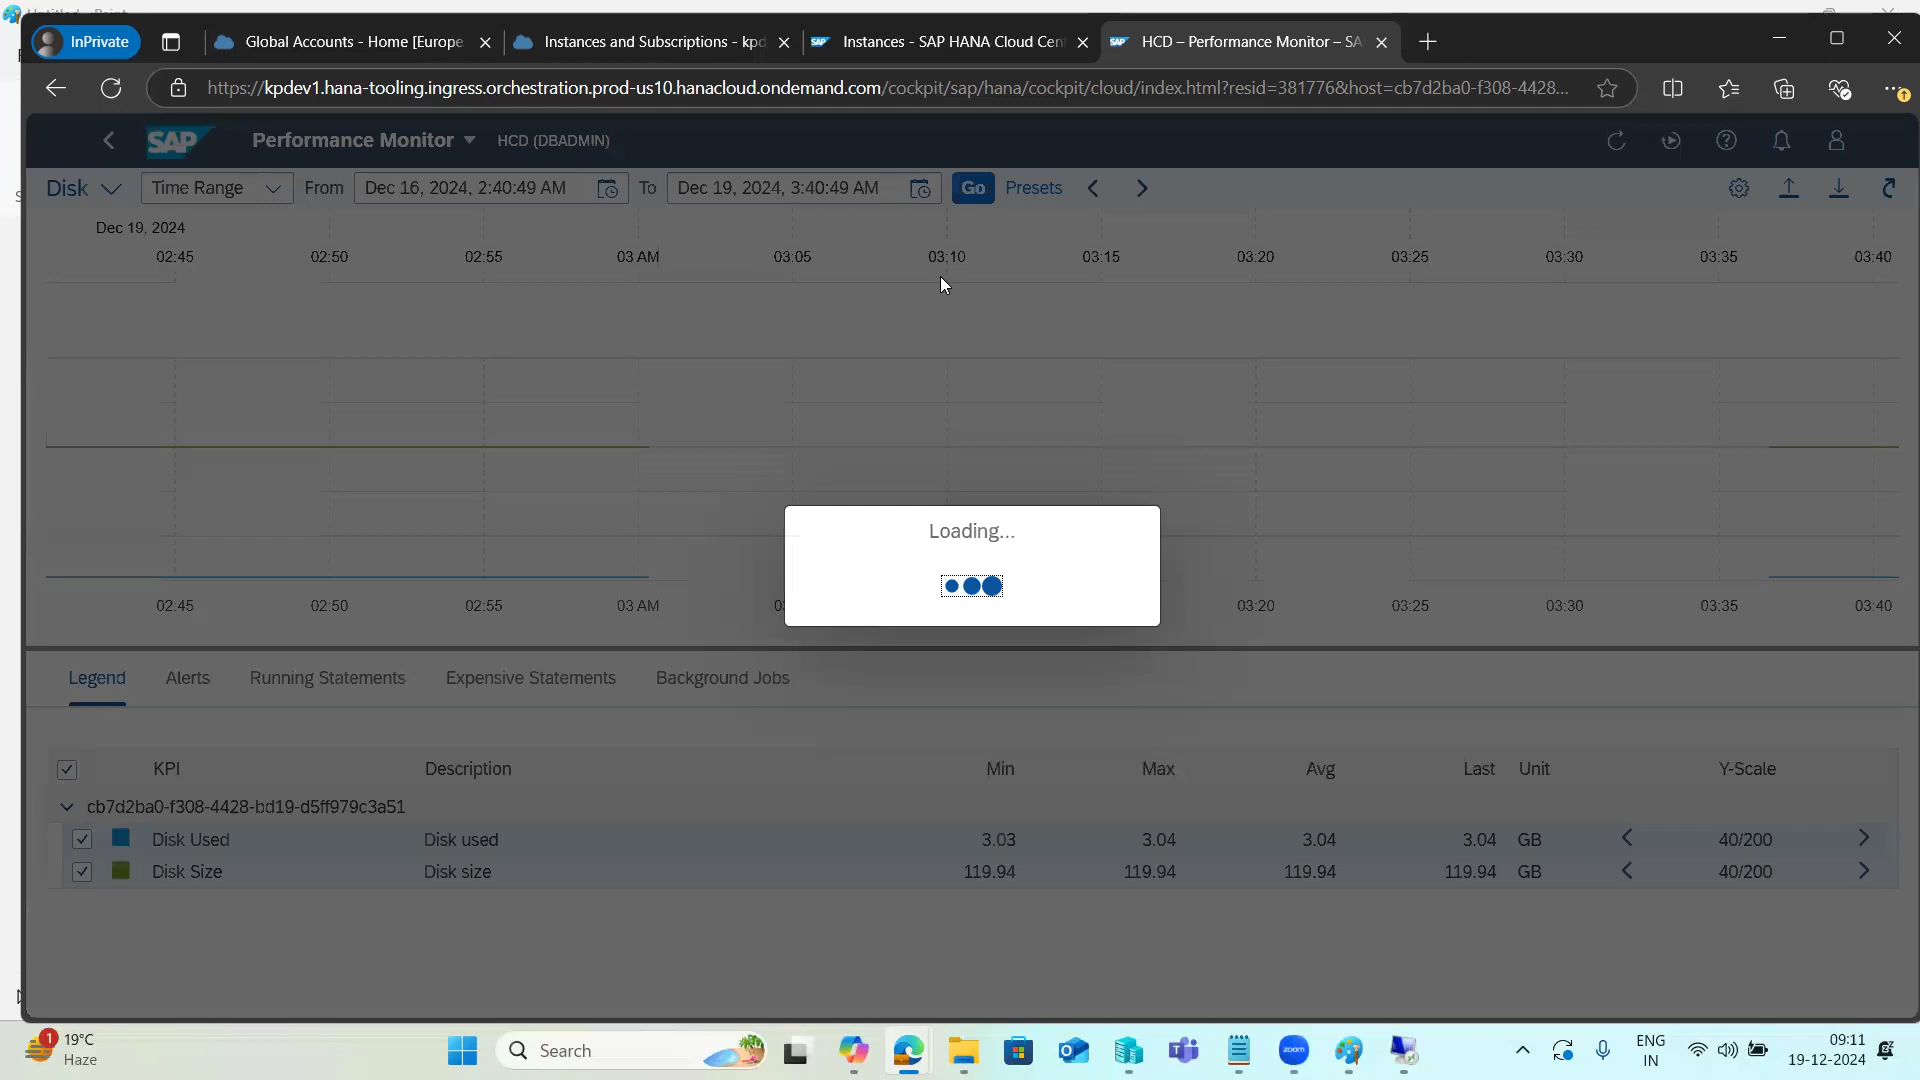 InPrivate
Global Accounts - Home [Europe
Instances and Subscriptions - kpd
SAP
Instances - SAP HANA Cloud Cen
SAP
HCD – Performance Monitor – SA
https://kpdev1.hana-tooling.ingress.orchestration.prod-us10.hanacloud.ondemand.com/cockpit/sap/hana/cockpit/cloud/index.html?resid=381776&host=cb7d2ba0-f308-4428...
SAP
Performance Monitor
HCD (DBADMIN)
Disk
Time Range
From
Dec 16, 2024, 2:40:49 AM
To
Dec 19, 2024, 3:40:49 AM
Go
Presets
Dec 19, 2024
02:45 02:50 02:55 03 AM 03:05 03:10 03:15 03:20 03:25 03:30 03:35 03:40
Loading...
02:45 02:50 02:55 03 AM 03:20 03:25 03:30 03:35 03:40
Legend Alerts Running Statements Expensive Statements Background Jobs
KPI Description Min Max Avg Last Unit Y-Scale
cb7d2ba0-f308-4428-bd19-d5ff979c3a51
Disk Used Disk used 3.03 3.04 3.04 3.04 GB 40/200
Disk Size Disk size 119.94 119.94 119.94 119.94 GB 40/200
1
19°C
Haze
Search
zoom
ENG
IN
09:11
19-12-2024